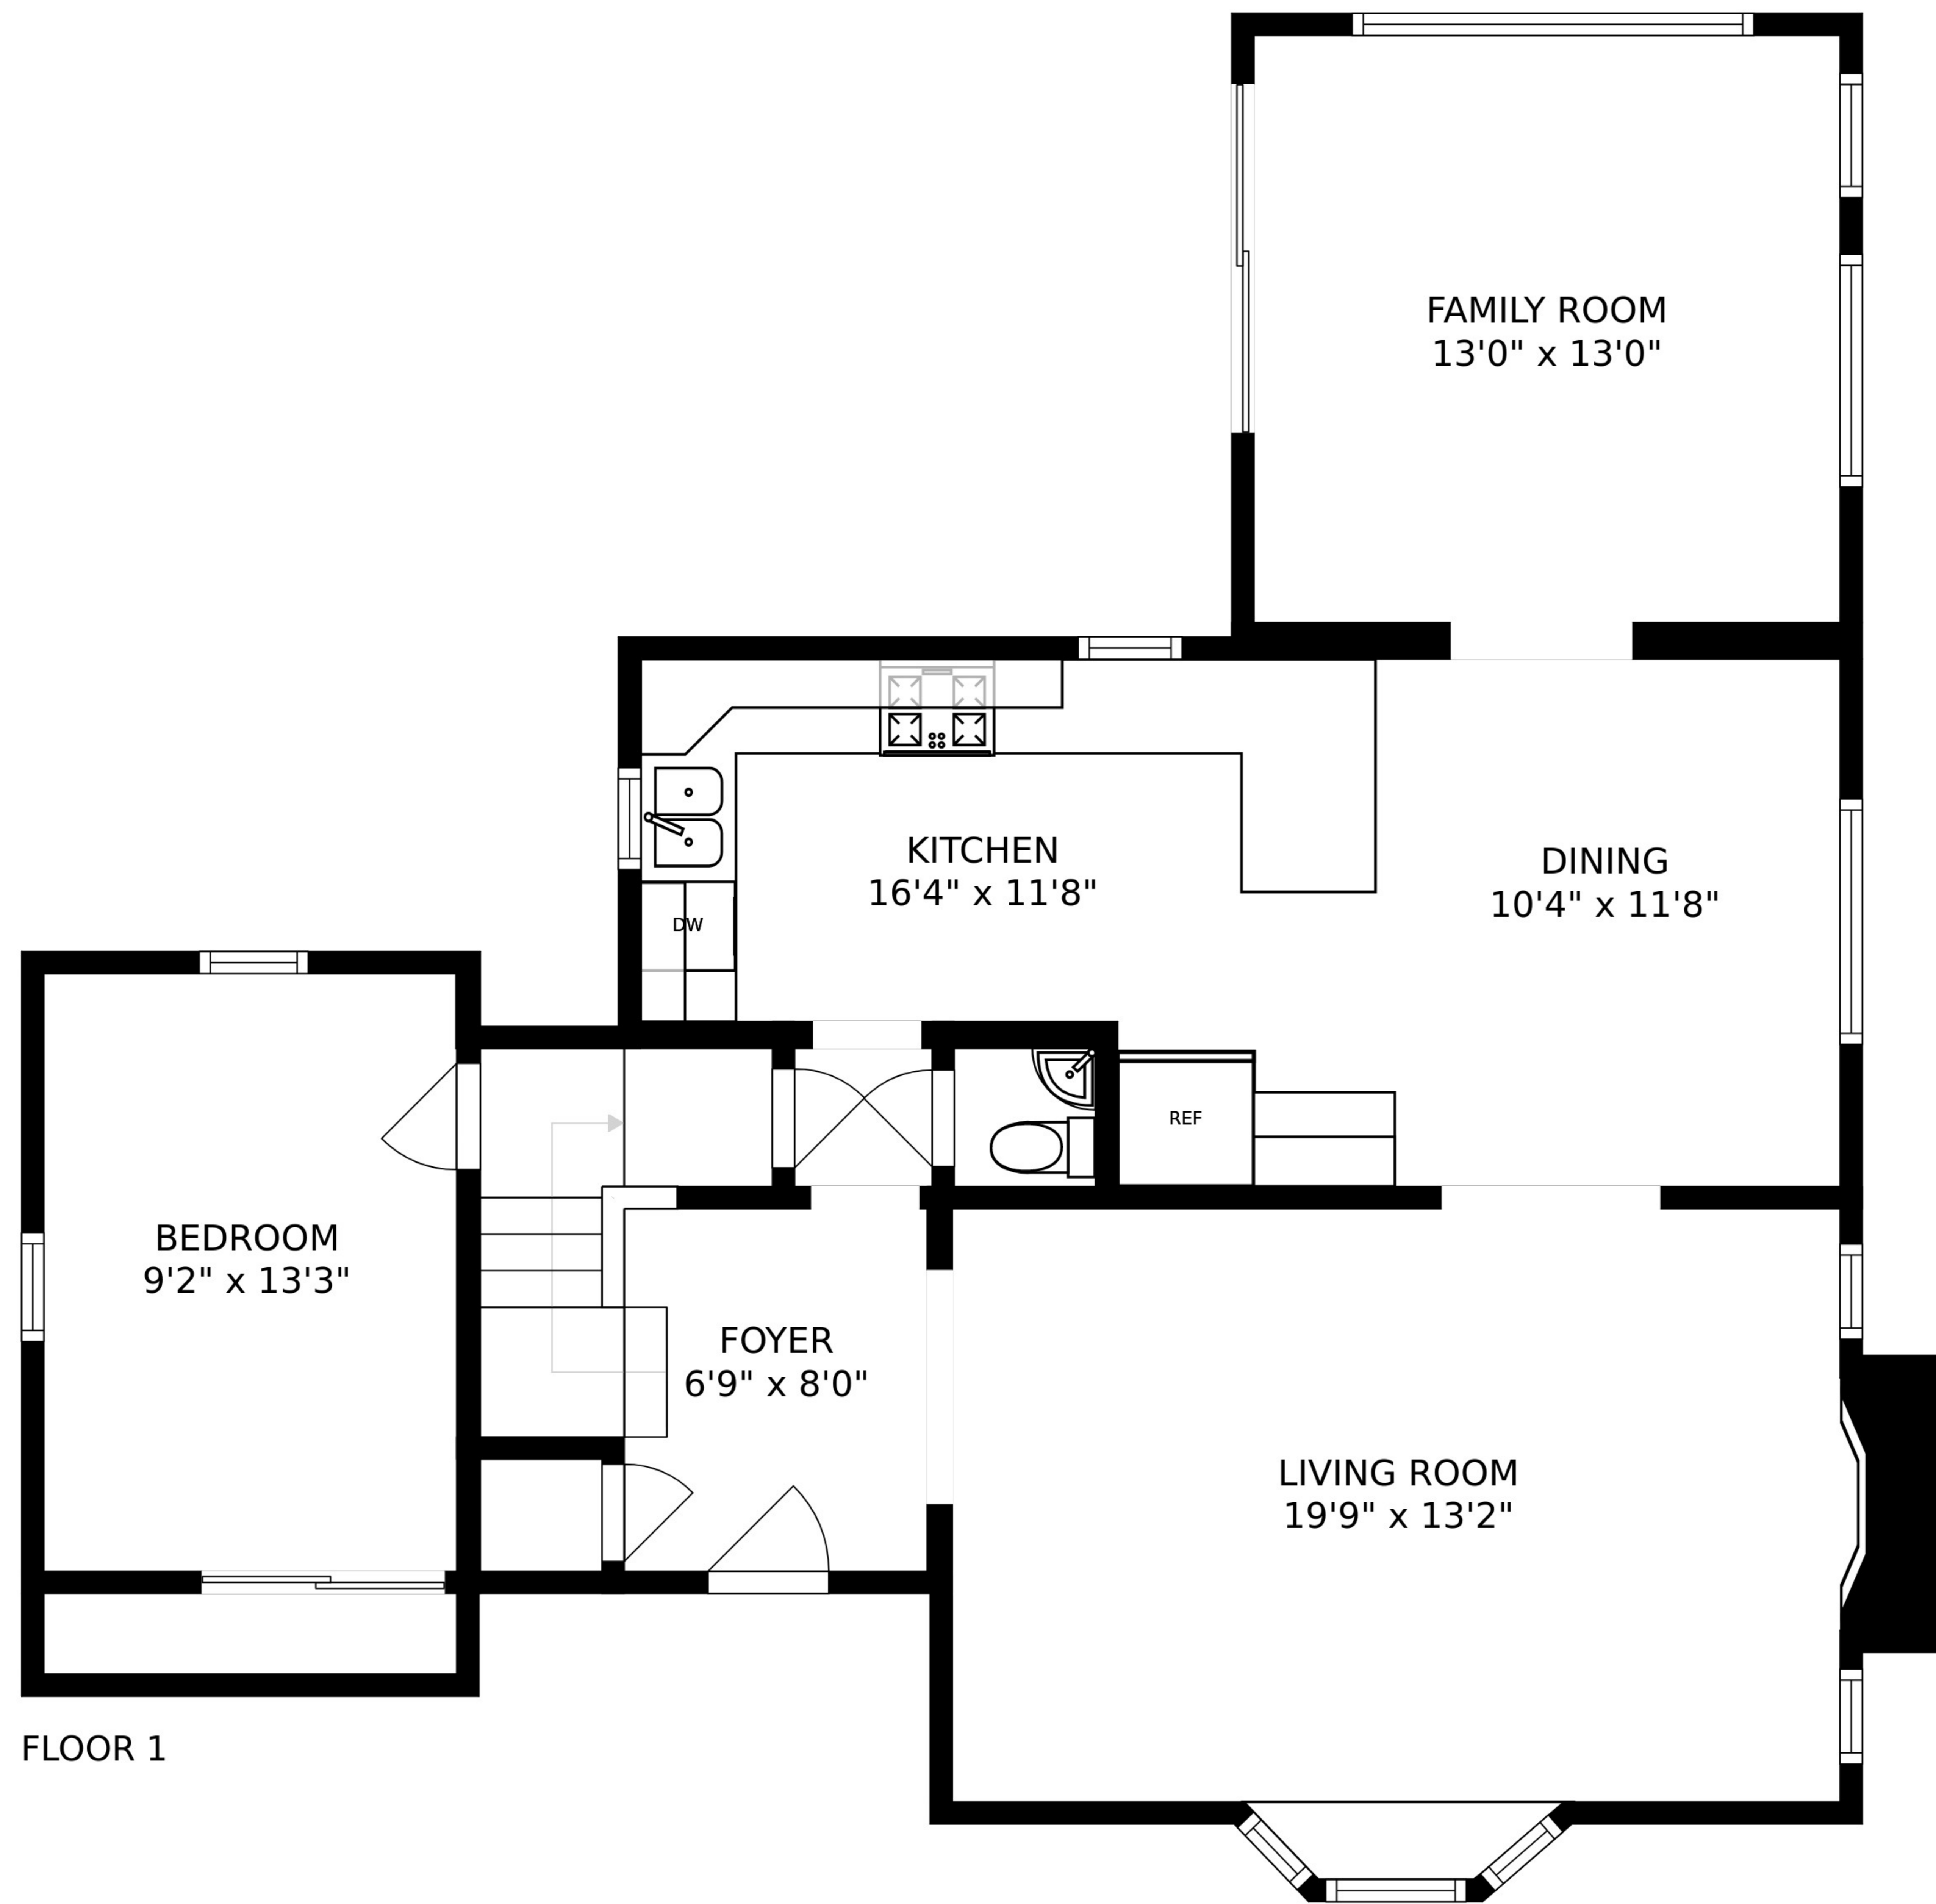 FAMILY ROOM
13'0" x 13'0"
KITCHEN
16'4" x 11'8"
DINING
10'4" x 11'8"
DW
REF
BEDROOM
9'2" x 13'3"
FOYER
6'9" x 8'0"
LIVING ROOM
19'9" x 13'2"
FLOOR 1